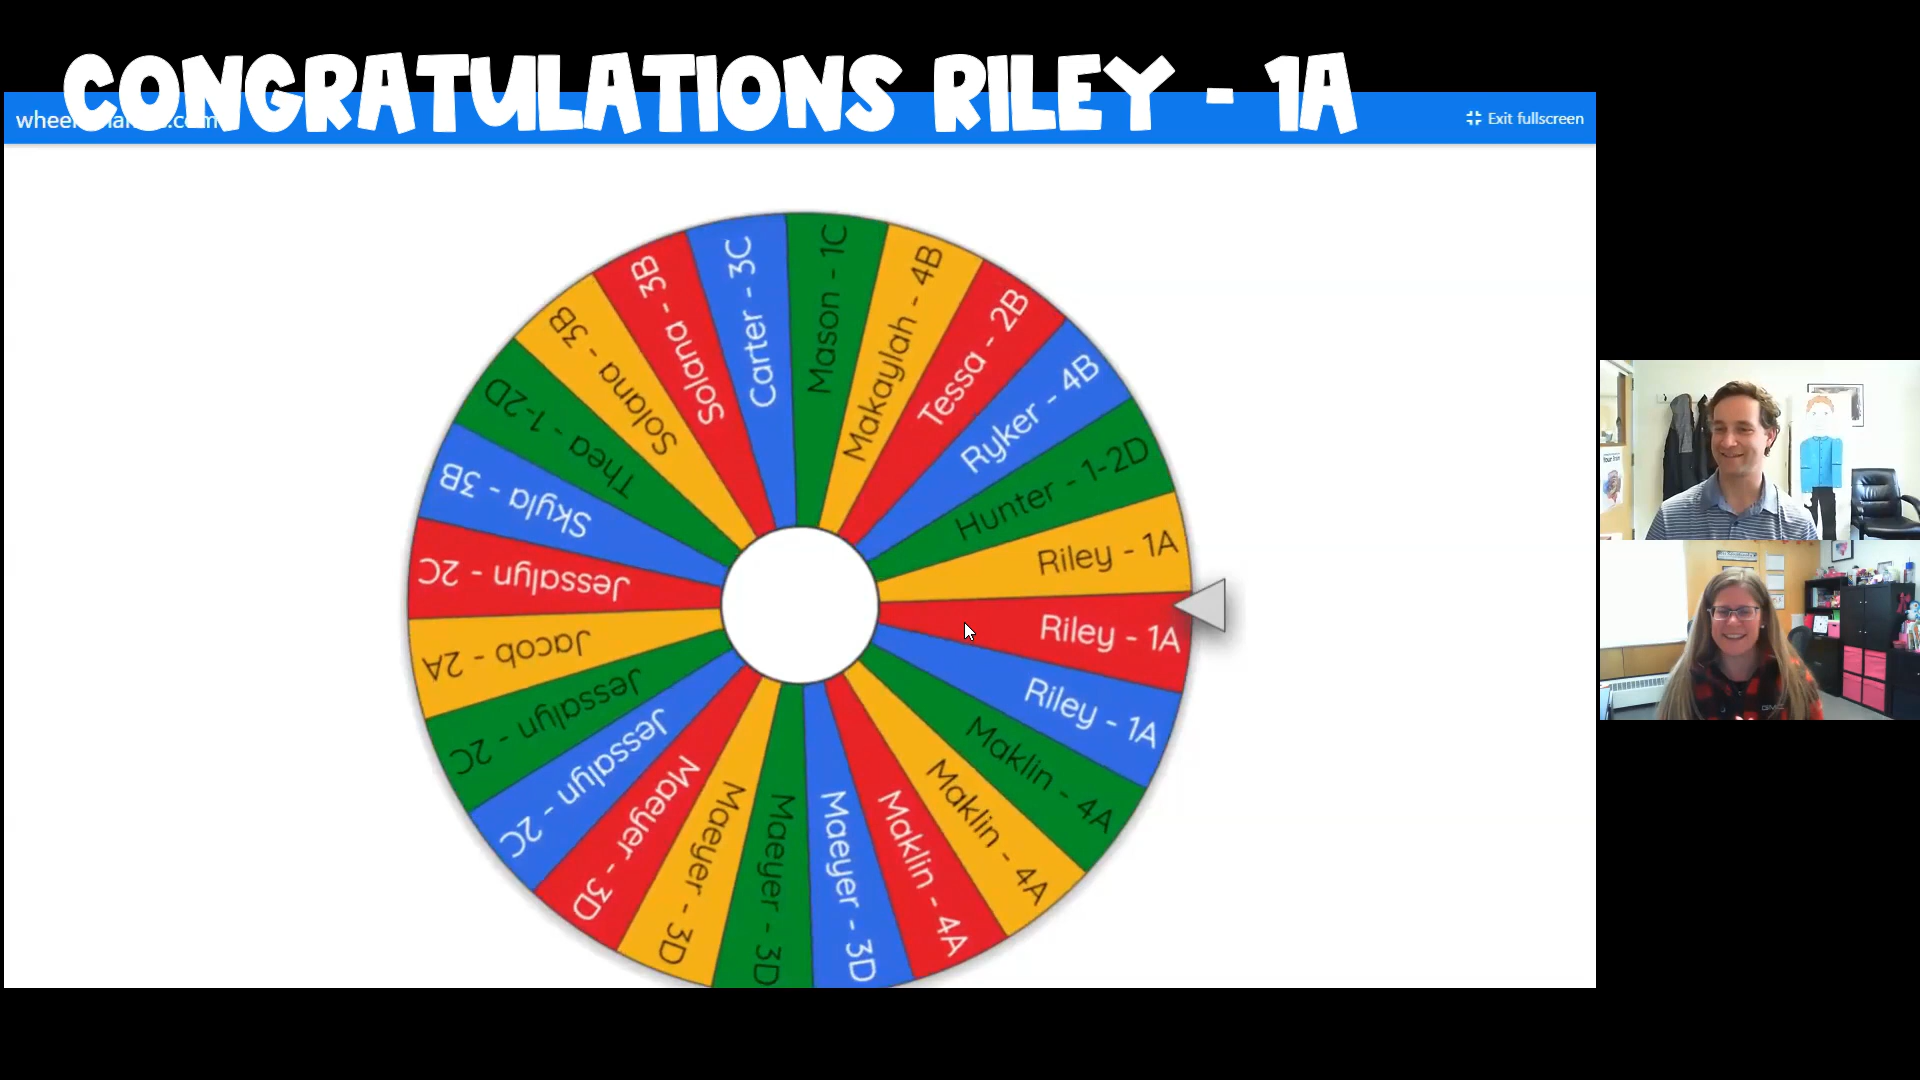 CONGRATULATIONS RILEY - 1A
Exit fullscreen
Carter - 3C
Mason - 1C
Makaylah - 4B
Tessa - 2B
Ryker - 4B
Hunter - 1-2D
Riley - 1A
Riley - 1A
Riley - 1A
Maklin - 4A
Maklin - 4A
Maklin - 4A
Maeyer - 3D
Maeyer - 3D
Maeyer - 3D
Maeyer - 3D
Jessalyn - 2C
Jessalyn - 2C
Jacob - 2A
Jessalyn - 2C
Skyla - 3B
Thea - 1-2D
Solana - 3B
Solana - 3B
GMC